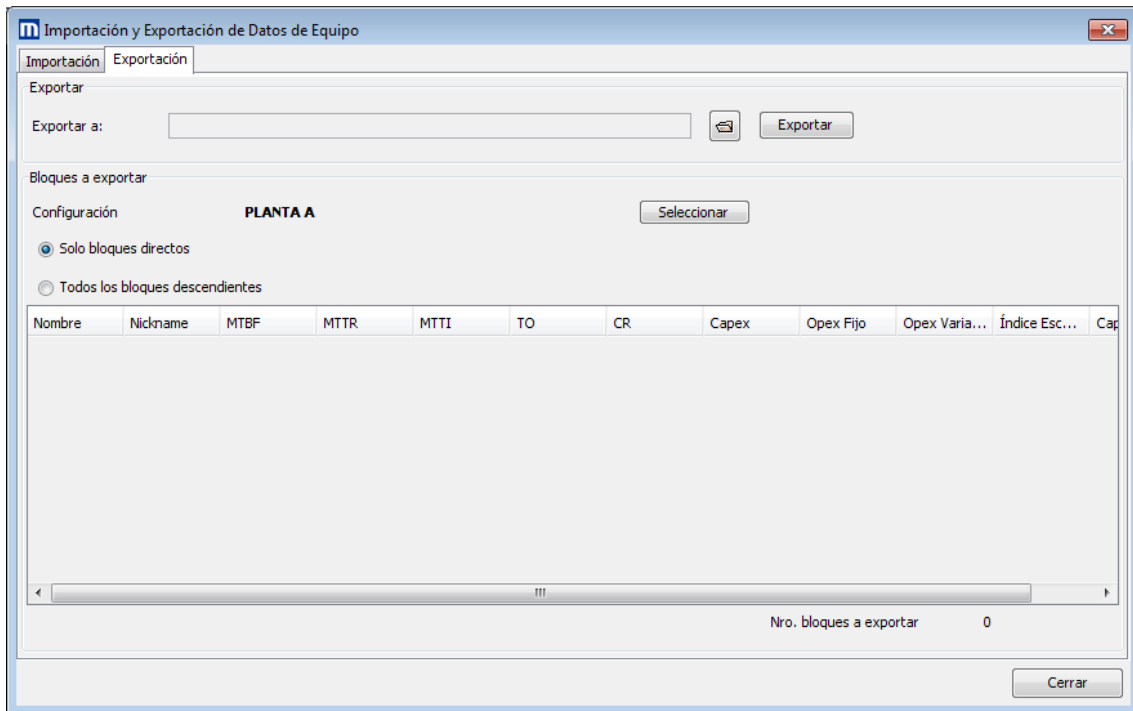 Importación y Exportación de Datos de Equipo
Importación Exportación
Exportar
Exportar a: Exportar
Bloques a exportar
Configuración PLANTA A Seleccionar
Solo bloques directos
Todos los bloques descendientes
Nombre Nickname MTBF MTTR MTTI TO CR Capex Opex Fijo Opex Varia... Índice Esc... Cap
Nro. bloques a exportar 0
Cerrar